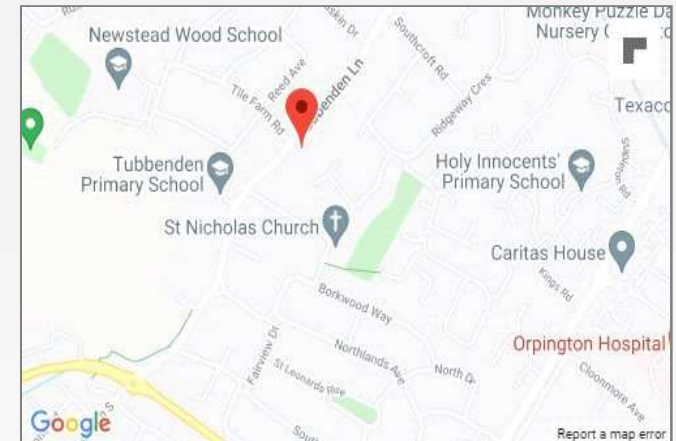 Monkey Puzzle Da
Nursery (
Newstead Wood School
Southcroft Rd
Reed Ave
Tile Farm Rd
Ridgeway Cres
Texaco
Tubbenden
Primary School
Holy Innocents'
Primary School
St Nicholas Church
Caritas House
Kings Rd
Borkwood Way
Orpington Hospital
Northlands Ave
North Dr
Fairview Dr
St Leonards Rise
Cloonmore Ave
Google
Report a map error